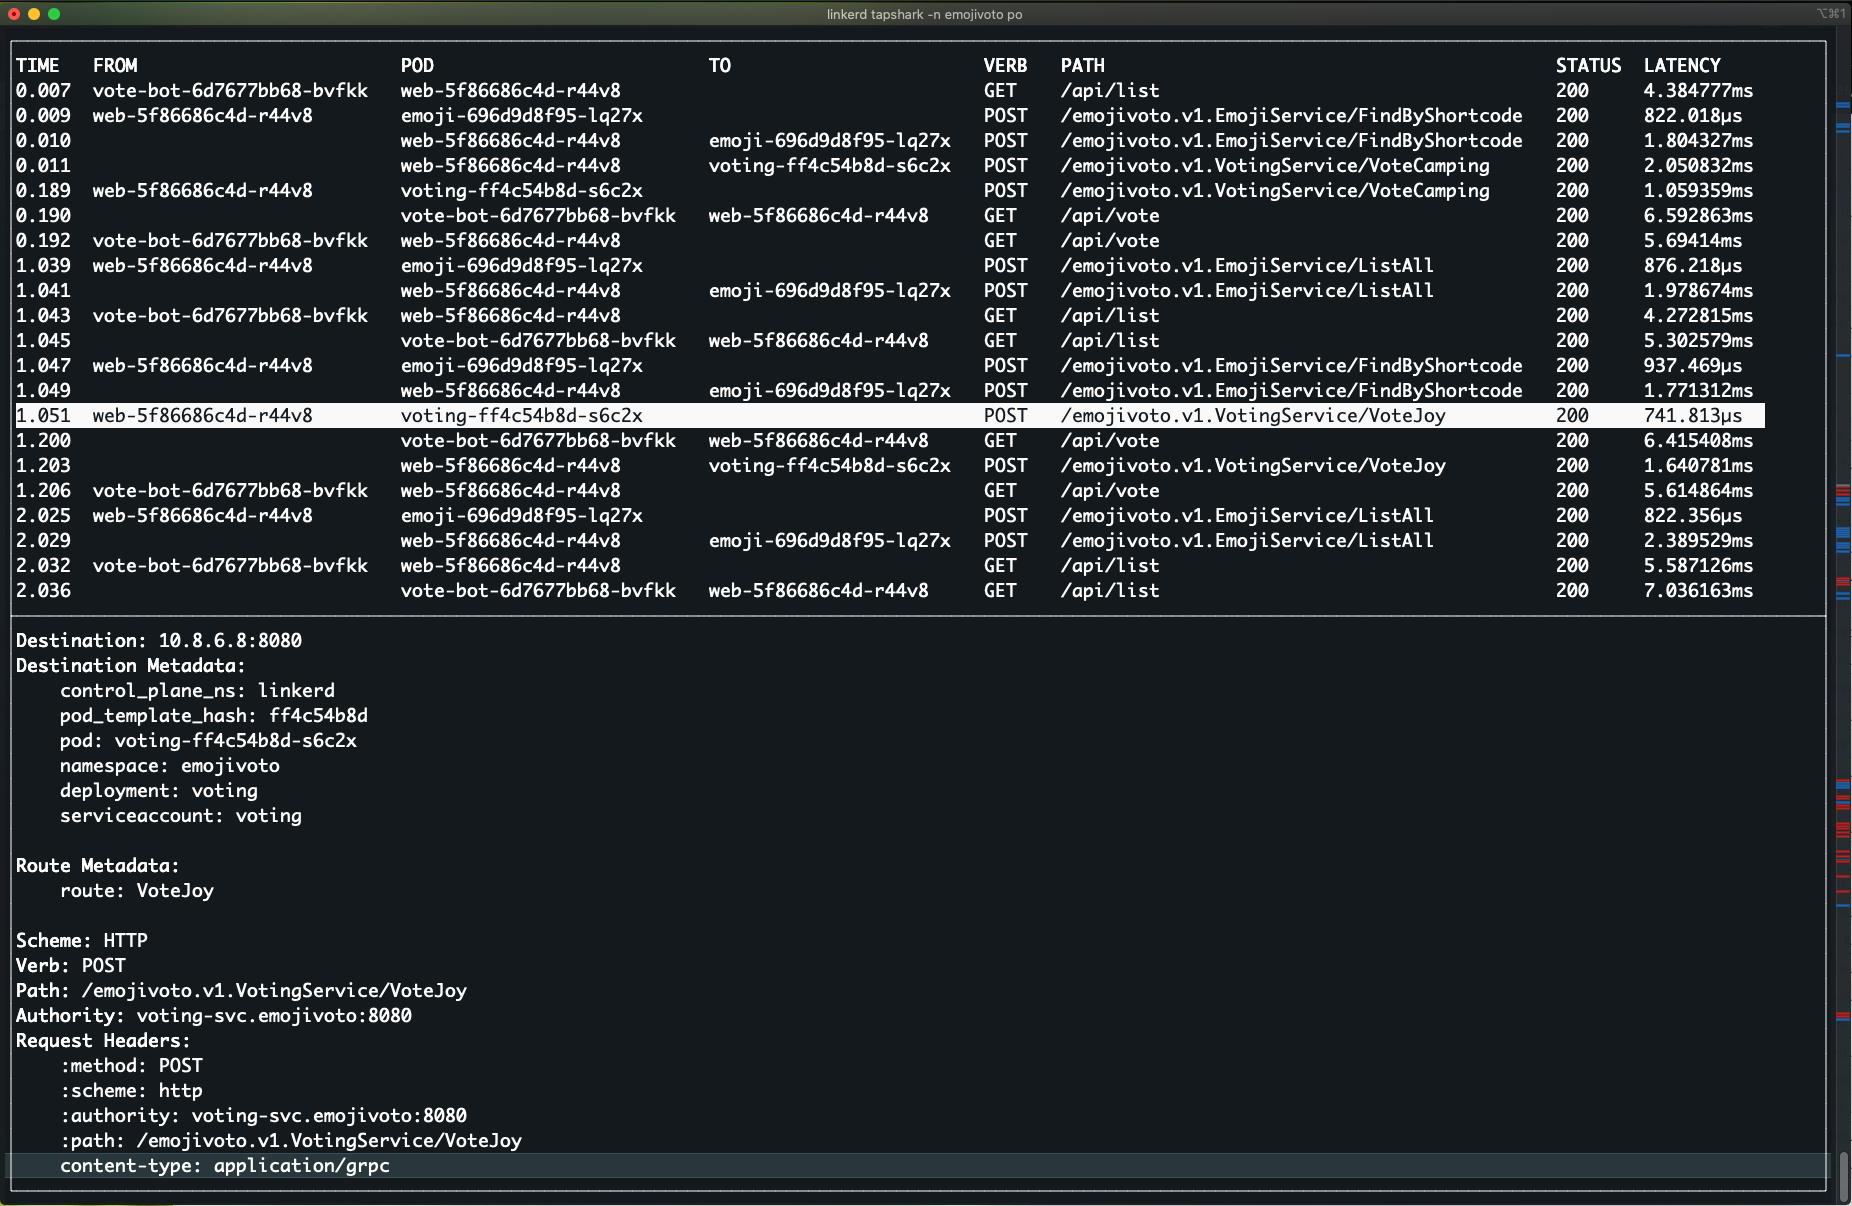 linkerd tapshark -n emojivoto po
⌥⌘1
TIME FROM POD TO VERB PATH STATUS LATENCY
0.007 vote-bot-6d7677bb68-bvfkk web-5f86686c4d-r44v8 GET /api/list 200 4.384777ms
0.009 web-5f86686c4d-r44v8 emoji-696d9d8f95-lq27x POST /emojivoto.v1.EmojiService/FindByShortcode 200 822.018µs
0.010 web-5f86686c4d-r44v8 emoji-696d9d8f95-lq27x POST /emojivoto.v1.EmojiService/FindByShortcode 200 1.804327ms
0.011 web-5f86686c4d-r44v8 voting-ff4c54b8d-s6c2x POST /emojivoto.v1.VotingService/VoteCamping 200 2.050832ms
0.189 web-5f86686c4d-r44v8 voting-ff4c54b8d-s6c2x POST /emojivoto.v1.VotingService/VoteCamping 200 1.059359ms
0.190 vote-bot-6d7677bb68-bvfkk web-5f86686c4d-r44v8 GET /api/vote 200 6.592863ms
0.192 vote-bot-6d7677bb68-bvfkk web-5f86686c4d-r44v8 GET /api/vote 200 5.69414ms
1.039 web-5f86686c4d-r44v8 emoji-696d9d8f95-lq27x POST /emojivoto.v1.EmojiService/ListAll 200 876.218µs
1.041 web-5f86686c4d-r44v8 emoji-696d9d8f95-lq27x POST /emojivoto.v1.EmojiService/ListAll 200 1.978674ms
1.043 vote-bot-6d7677bb68-bvfkk web-5f86686c4d-r44v8 GET /api/list 200 4.272815ms
1.045 vote-bot-6d7677bb68-bvfkk web-5f86686c4d-r44v8 GET /api/list 200 5.302579ms
1.047 web-5f86686c4d-r44v8 emoji-696d9d8f95-lq27x POST /emojivoto.v1.EmojiService/FindByShortcode 200 937.469µs
1.049 web-5f86686c4d-r44v8 emoji-696d9d8f95-lq27x POST /emojivoto.v1.EmojiService/FindByShortcode 200 1.771312ms
1.051 web-5f86686c4d-r44v8 voting-ff4c54b8d-s6c2x POST /emojivoto.v1.VotingService/VoteJoy 200 741.813µs
1.200 vote-bot-6d7677bb68-bvfkk web-5f86686c4d-r44v8 GET /api/vote 200 6.415408ms
1.203 web-5f86686c4d-r44v8 voting-ff4c54b8d-s6c2x POST /emojivoto.v1.VotingService/VoteJoy 200 1.640781ms
1.206 vote-bot-6d7677bb68-bvfkk web-5f86686c4d-r44v8 GET /api/vote 200 5.614864ms
2.025 web-5f86686c4d-r44v8 emoji-696d9d8f95-lq27x POST /emojivoto.v1.EmojiService/ListAll 200 822.356µs
2.029 web-5f86686c4d-r44v8 emoji-696d9d8f95-lq27x POST /emojivoto.v1.EmojiService/ListAll 200 2.389529ms
2.032 vote-bot-6d7677bb68-bvfkk web-5f86686c4d-r44v8 GET /api/list 200 5.587126ms
2.036 vote-bot-6d7677bb68-bvfkk web-5f86686c4d-r44v8 GET /api/list 200 7.036163ms
Destination: 10.8.6.8:8080
Destination Metadata:
control_plane_ns: linkerd
pod_template_hash: ff4c54b8d
pod: voting-ff4c54b8d-s6c2x
namespace: emojivoto
deployment: voting
serviceaccount: voting
Route Metadata:
route: VoteJoy
Scheme: HTTP
Verb: POST
Path: /emojivoto.v1.VotingService/VoteJoy
Authority: voting-svc.emojivoto:8080
Request Headers:
:method: POST
:scheme: http
:authority: voting-svc.emojivoto:8080
:path: /emojivoto.v1.VotingService/VoteJoy
content-type: application/grpc